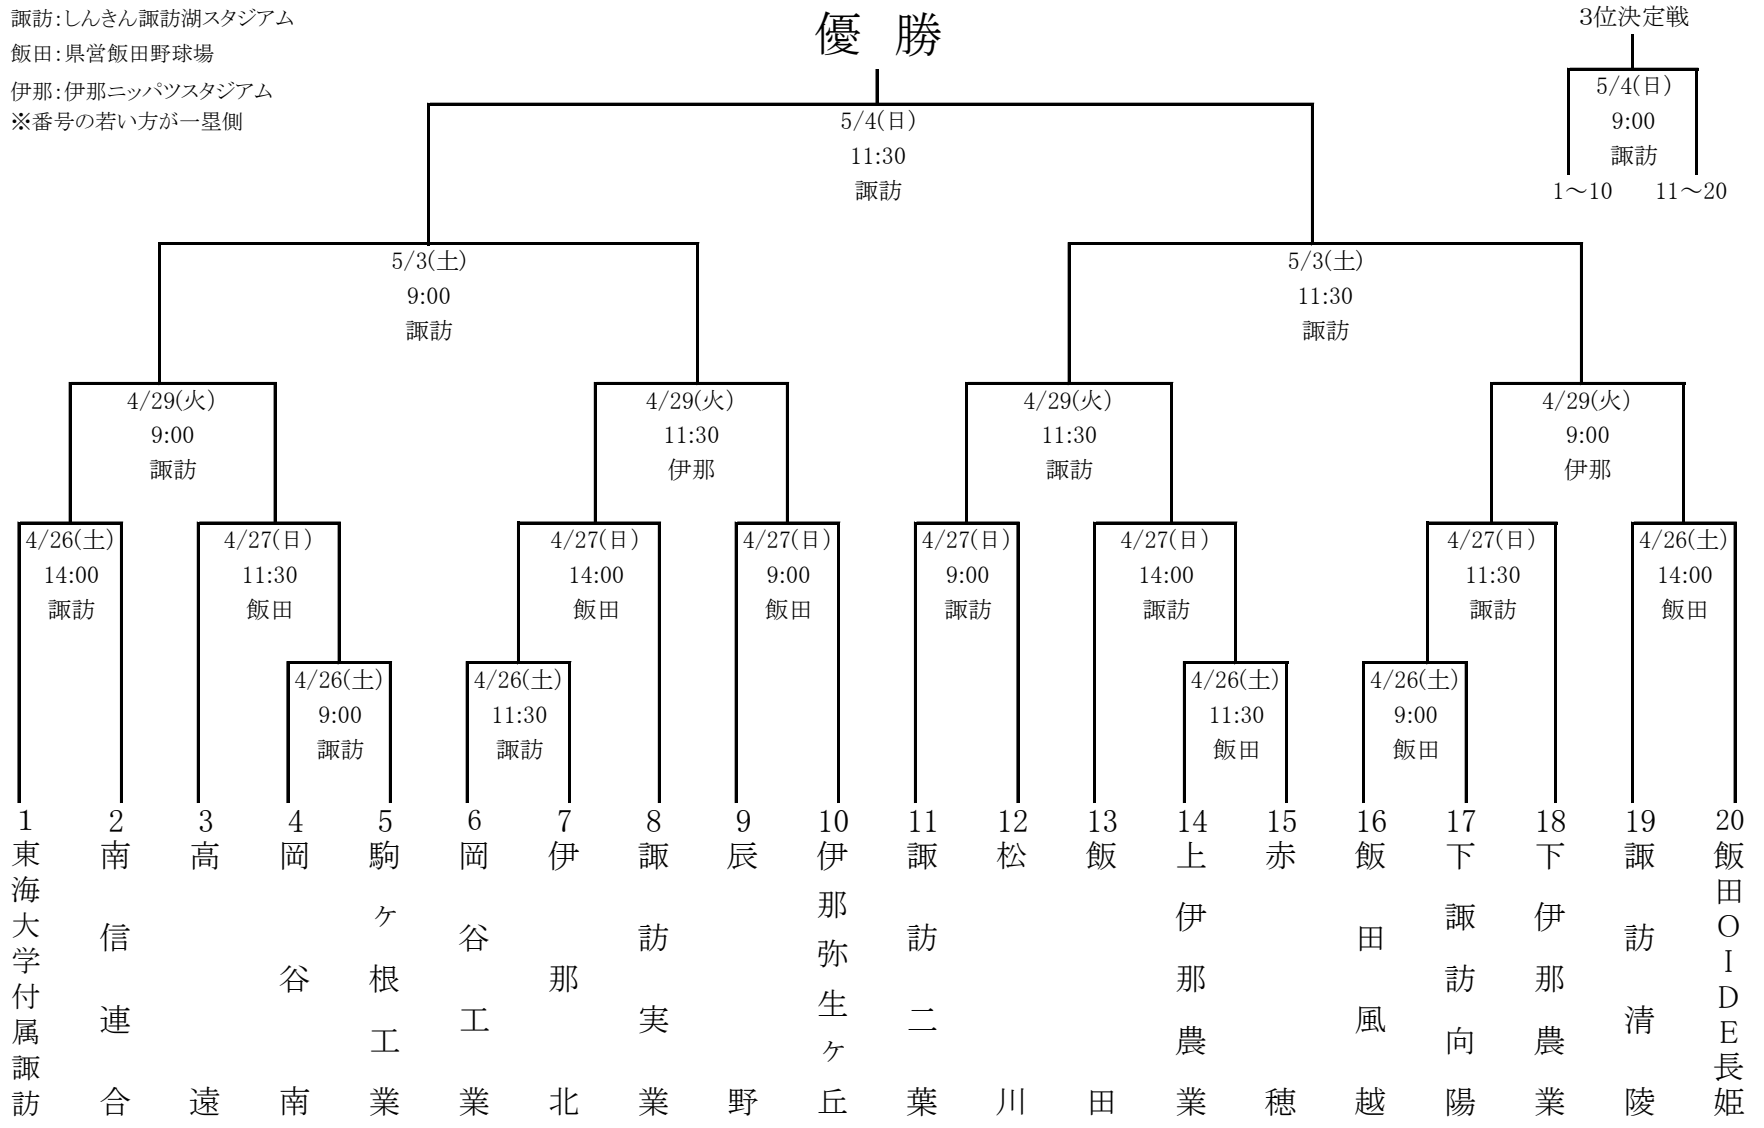 諏訪：しんきん諏訪湖スタジアム
飯田：県営飯田野球場
伊那：伊那ニッパツスタジアム
※番号の若い方が一塁側
優　勝
3位決定戦
5/4(日)
9:00
諏訪
1～10
11～20
5/4(日)
11:30
諏訪
5/3(土)
9:00
諏訪
5/3(土)
11:30
諏訪
4/29(火)
9:00
諏訪
4/29(火)
11:30
伊那
4/29(火)
11:30
諏訪
4/29(火)
9:00
伊那
4/26(土)
14:00
諏訪
4/27(日)
11:30
飯田
4/27(日)
14:00
飯田
4/27(日)
9:00
飯田
4/27(日)
9:00
諏訪
4/27(日)
14:00
諏訪
4/27(日)
11:30
諏訪
4/26(土)
14:00
飯田
4/26(土)
9:00
諏訪
4/26(土)
11:30
諏訪
4/26(土)
11:30
飯田
4/26(土)
9:00
飯田
1
東海大学付属諏訪
2
南信連合
3
高遠
4
岡谷南
5
駒ヶ根工業
6
岡谷工業
7
伊那北
8
諏訪実業
9
辰野
10
伊那弥生ケ丘
11
諏訪二葉
12
松川
13
飯田
14
上伊那農業
15
赤穂
16
飯田風越
17
下諏訪向陽
18
下伊那農業
19
諏訪清陵
20
飯田OIDE長姫